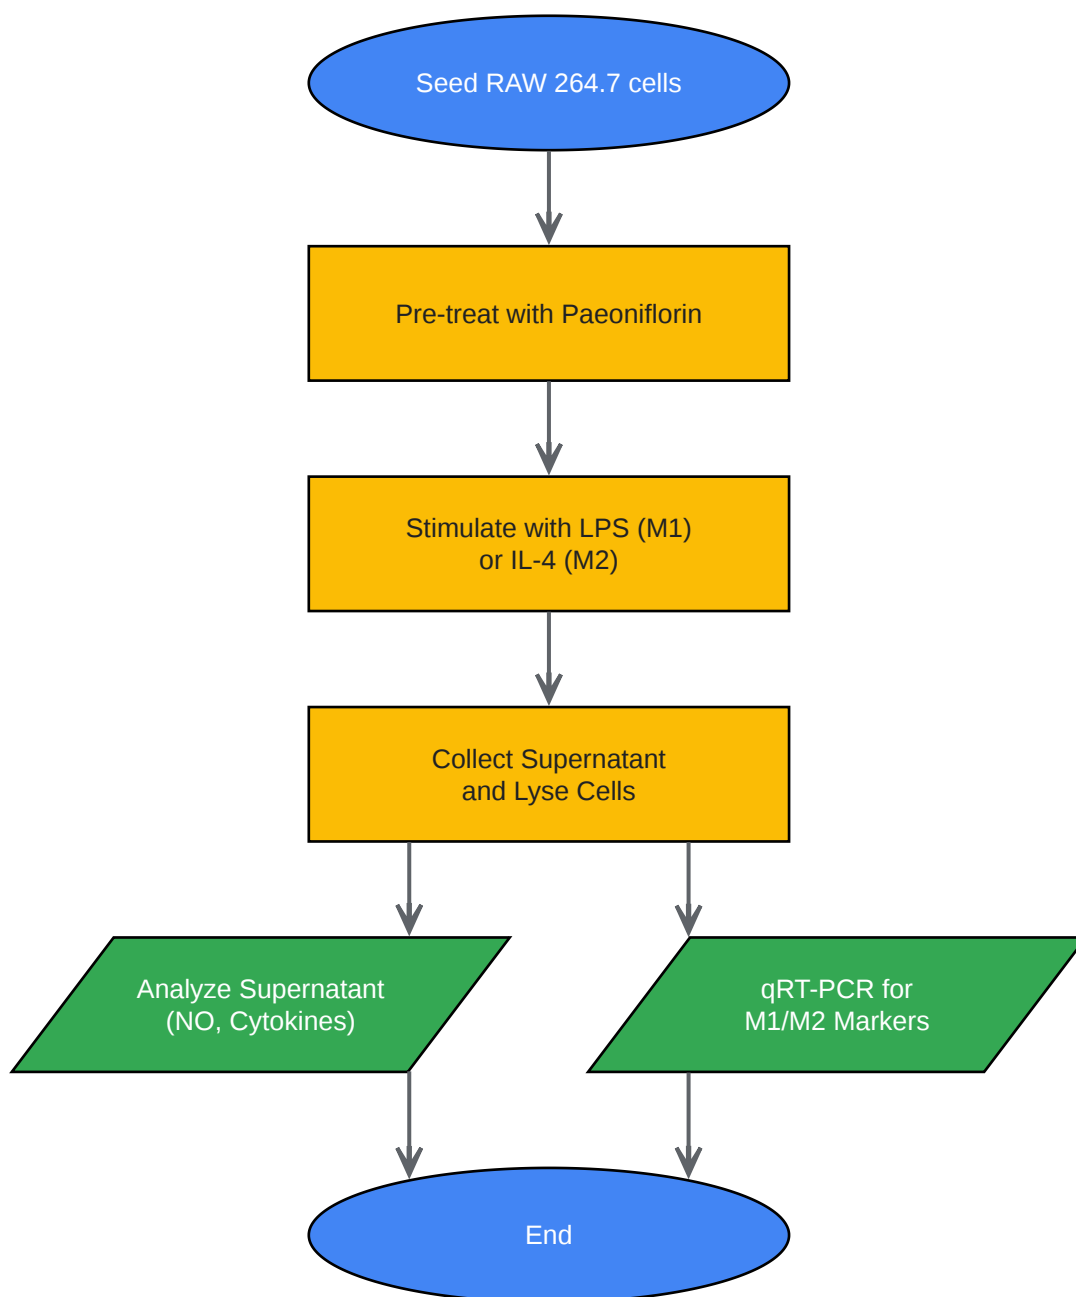 Seed RAW 264.7 cells
Pre-treat with Paeoniflorin
Stimulate with LPS (M1)
or IL-4 (M2)
Collect Supernatant
and Lyse Cells
Analyze Supernatant
(NO, Cytokines)
qRT-PCR for
M1/M2 Markers
End